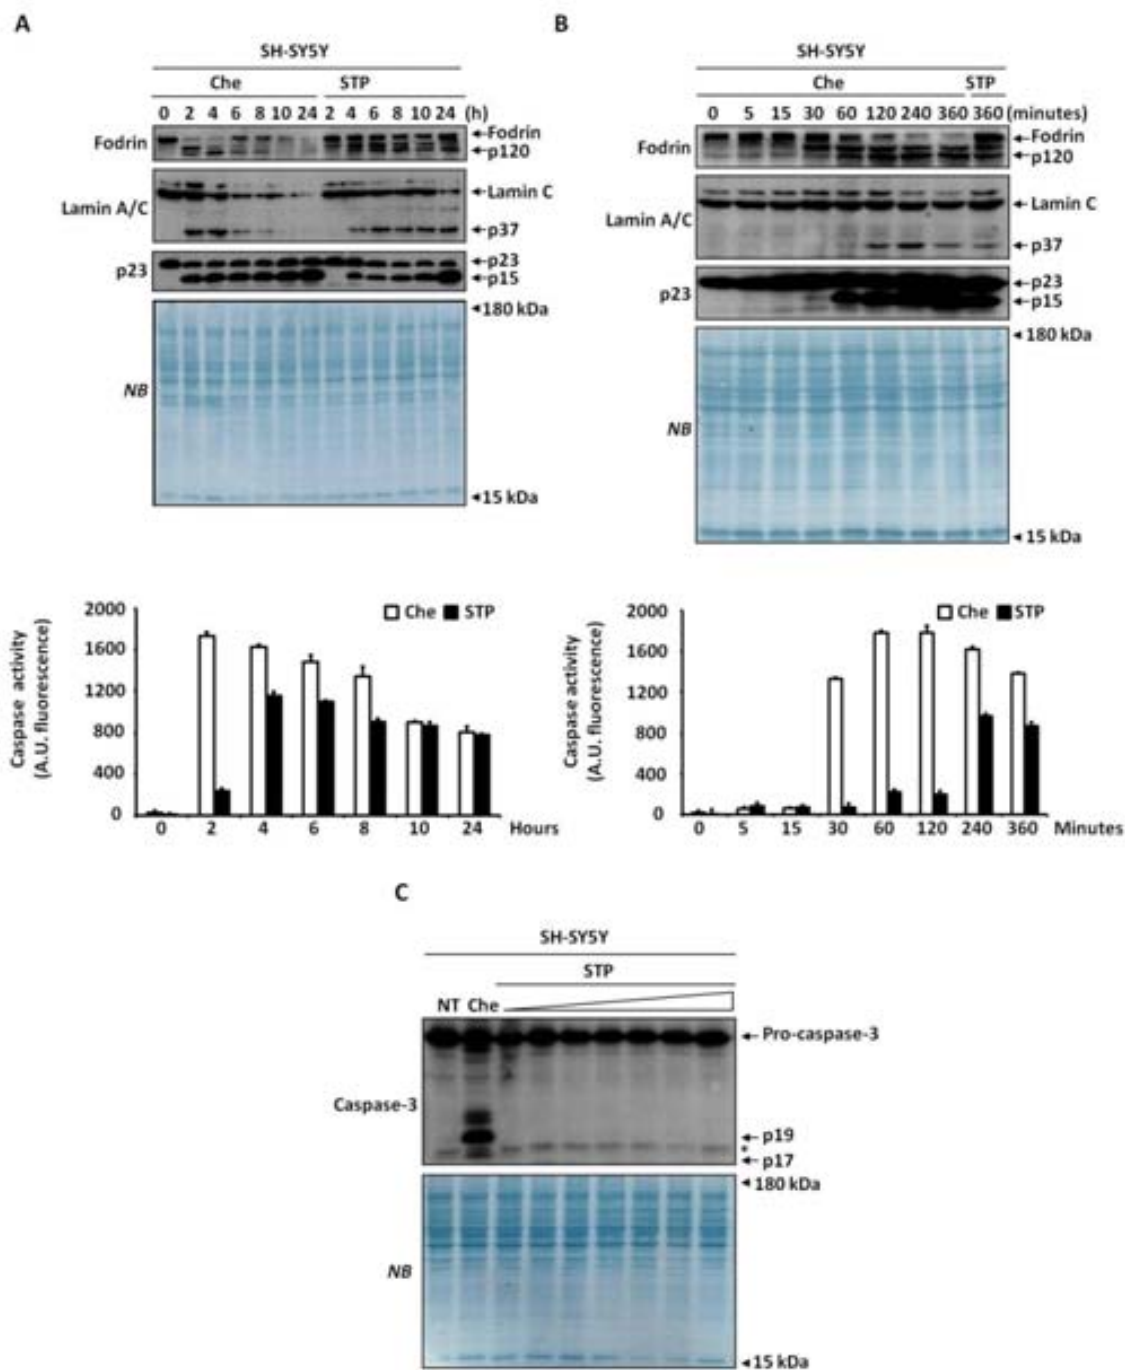 A
SH-SY5Y
Che STP
0 2 4 6 8 10 24 2 4 6 8 10 24 (h)
Fodrin
Fodrin
p120
Lamin A/C
Lamin C
p37
p23
p23
p15
180 kDa
NB
15 kDa
B
SH-SY5Y
Che STP
0 5 15 30 60 120 240 360 360 (minutes)
Fodrin
Fodrin
p120
Lamin A/C
Lamin C
p37
p23
p23
p15
180 kDa
NB
15 kDa
Caspase activity
(A.U. fluorescence)
2000
1600
1200
800
400
0
Che STP
0 2 4 6 8 10 24 Hours
Caspase activity
(A.U. fluorescence)
2000
1600
1200
800
400
0
Che STP
0 5 15 30 60 120 240 360 Minutes
C
SH-SY5Y
STP
NT Che
Caspase-3
Pro-caspase-3
p19
*
p17
180 kDa
NB
15 kDa